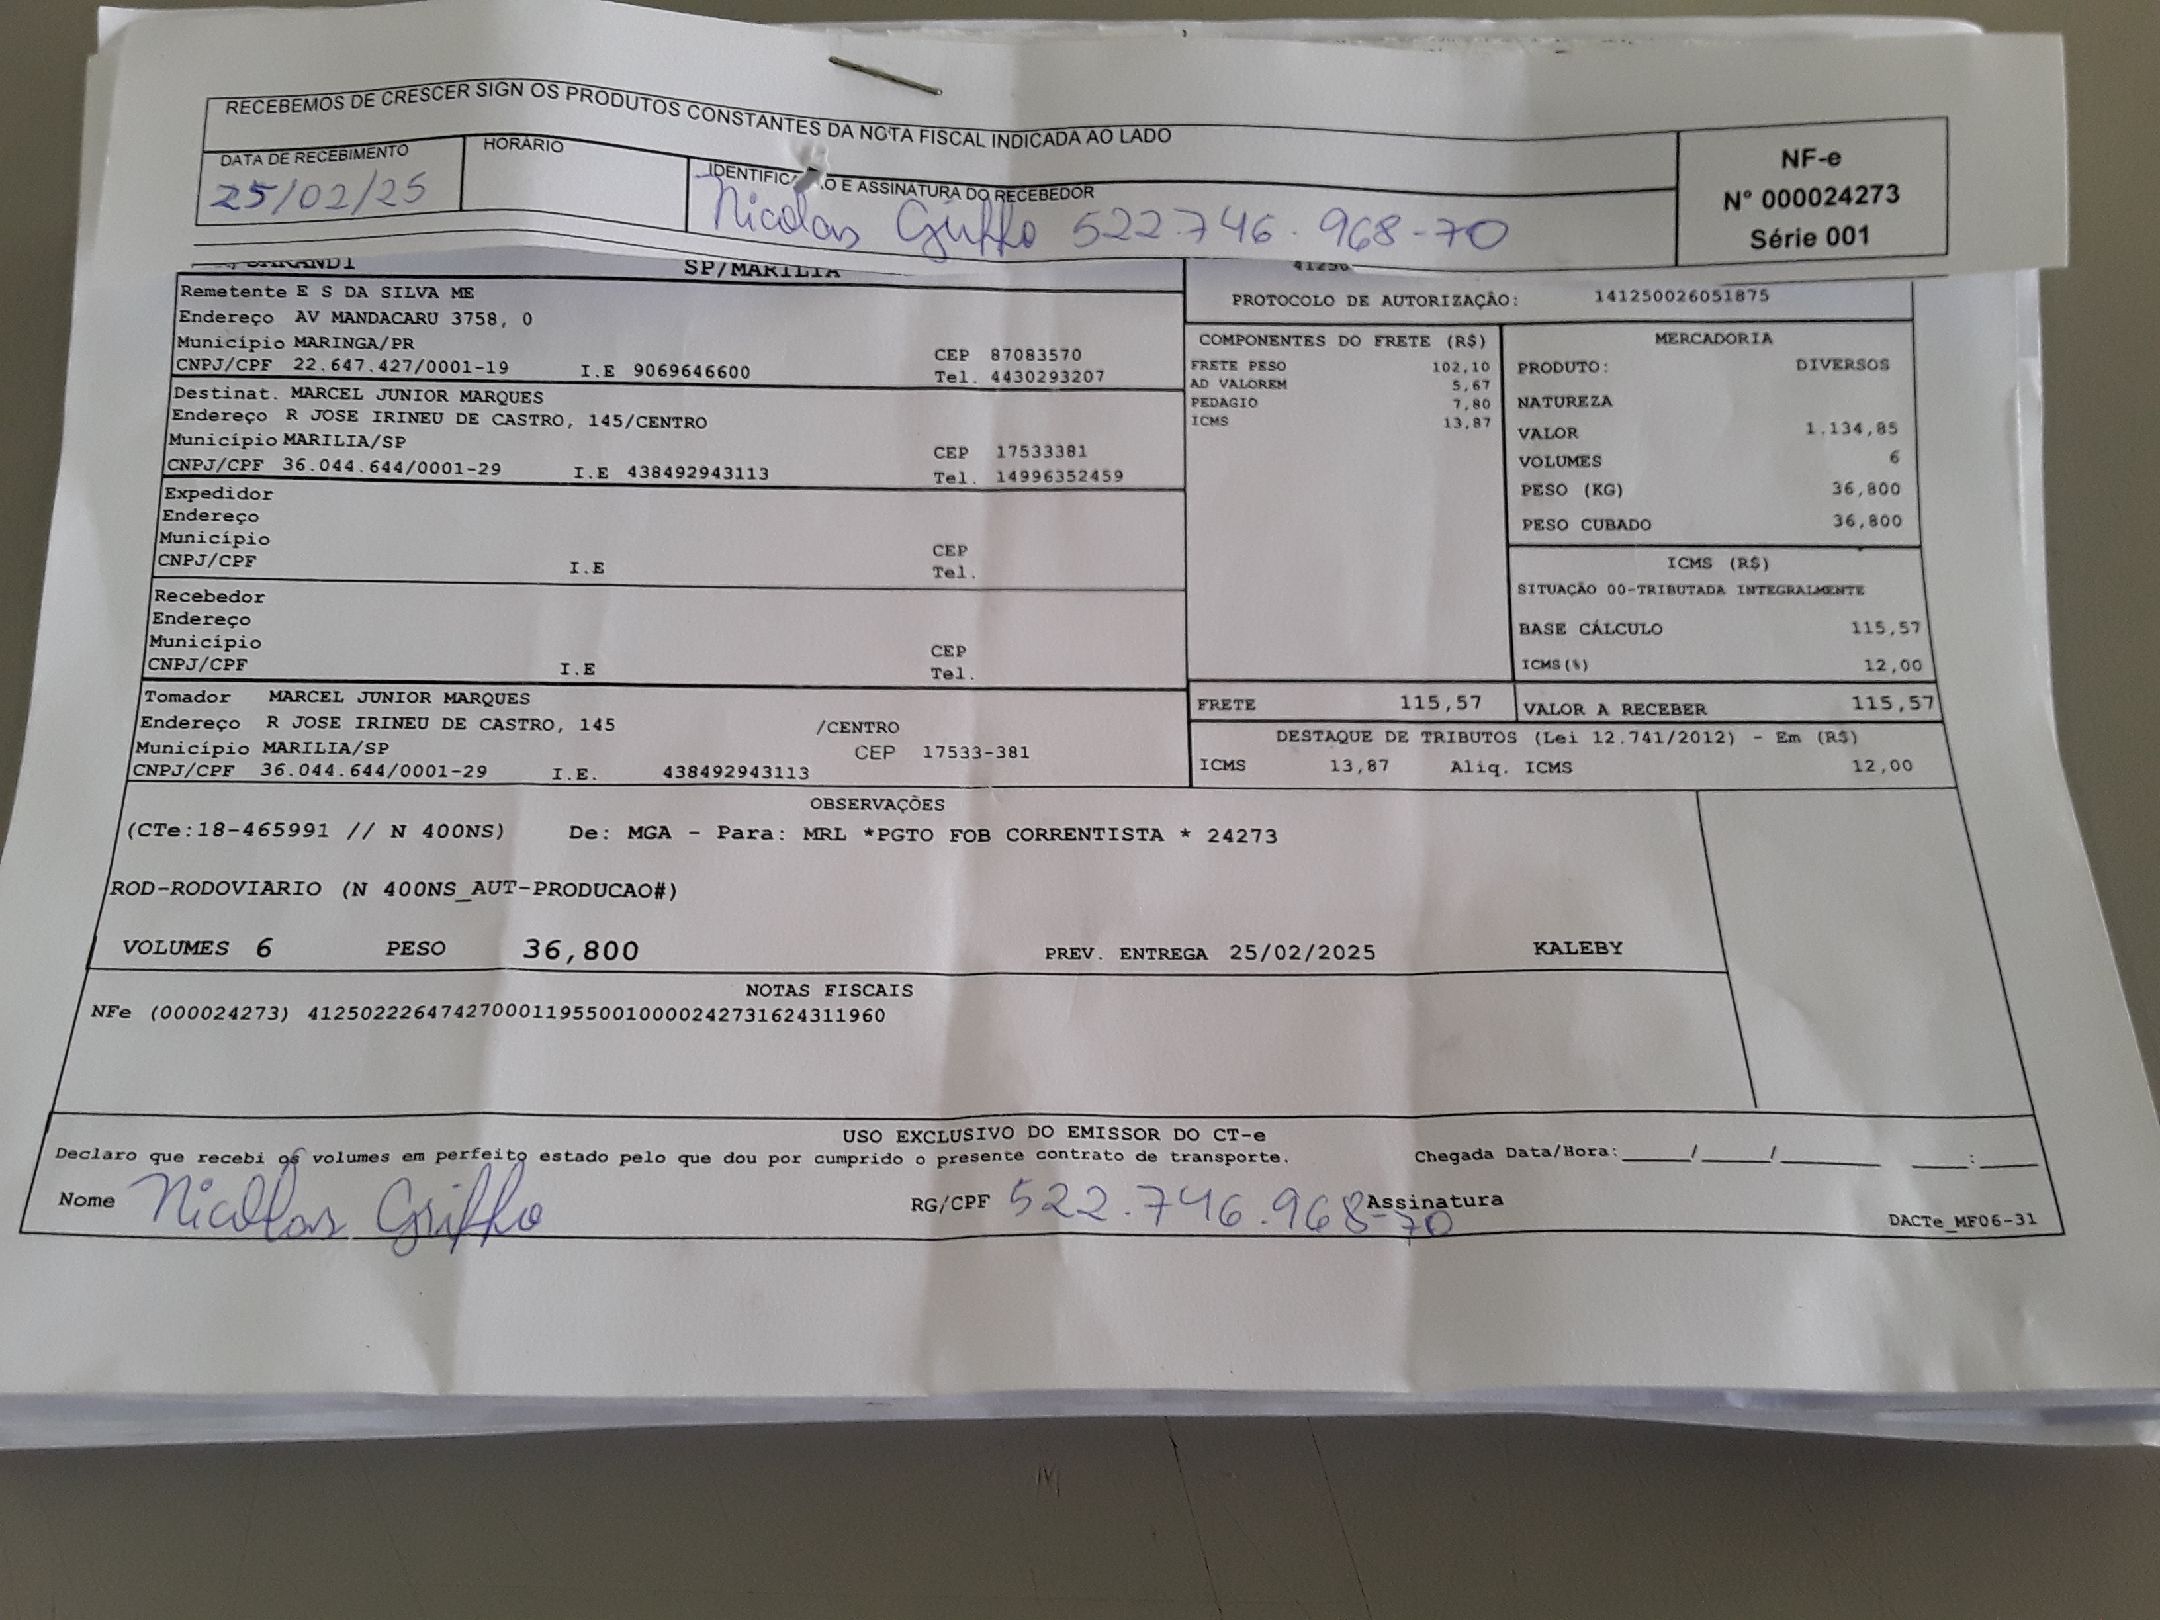 RECEBEMOS DE CRESCER SIGN OS PRODUTOS CONSTANTES DA NOTA FISCAL INDICADA AO LADO
DATA DE RECEBIMENTO
HORÁRIO
25/02/25
E ASSINATURA DO RECEBEDOR
Nicolas 522.746.968-70
NF-e
N° 000024273
Série 001
SP/MARILIA
Remetente E S DA SILVA ME
Endereço AV MANDACARU 3758, 0
Município MARINGA/PR
CEP 87083570
CNPJ/CPF 22.647.427/0001-19 I.E 9069646600 Tel. 4430293207
Destinat. MARCEL JUNIOR MARQUES
Endereço R JOSE IRINEU DE CASTRO, 145/CENTRO
Município MARILIA/SP
CEP 17533381
CNPJ/CPF 36.044.644/0001-29 I.E 438492943113 Tel. 14996352459
Expedidor
Endereço
Município
CEP
CNPJ/CPF I.E Tel.
Recebedor
Endereço
Município
CEP
CNPJ/CPF I.E Tel.
Tomador MARCEL JUNIOR MARQUES
Endereço R JOSE IRINEU DE CASTRO, 145 /CENTRO
Município MARILIA/SP CEP 17533-381
CNPJ/CPF 36.044.644/0001-29 I.E. 438492943113
PROTOCOLO DE AUTORIZAÇÃO: 141250026051875
COMPONENTES DO FRETE (R$)
FRETE PESO 102,10
AD VALOREM 5,67
PEDAGIO 7,80
ICMS 13,87
MERCADORIA
PRODUTO: DIVERSOS
NATUREZA
VALOR 1.134,85
VOLUMES 6
PESO (KG) 36,800
PESO CUBADO 36,800
ICMS (R$)
SITUAÇÃO 00-TRIBUTADA INTEGRALMENTE
BASE CÁLCULO 115,57
ICMS(%) 12,00
FRETE 115,57
VALOR A RECEBER 115,57
DESTAQUE DE TRIBUTOS (Lei 12.741/2012) - Em (R$)
ICMS 13,87 Aliq. ICMS 12,00
OBSERVAÇÕES
(CTe:18-465991 // N 400NS) De: MGA - Para: MRL *PGTO FOB CORRENTISTA * 24273
ROD-RODOVIARIO (N 400NS_AUT-PRODUCAO#)
VOLUMES 6 PESO 36,800 PREV. ENTREGA 25/02/2025 KALEBY
NOTAS FISCAIS
NFe (000024273) 41250222647427000119550010000242731624311960
USO EXCLUSIVO DO EMISSOR DO CT-e
Declaro que recebi os volumes em perfeito estado pelo que dou por cumprido o presente contrato de transporte. Chegada Data/Hora:_____/_____/_______ ____:____
Nome Nicollas RG/CPF 522.746.968-70 Assinatura
DACTe_MF06-31